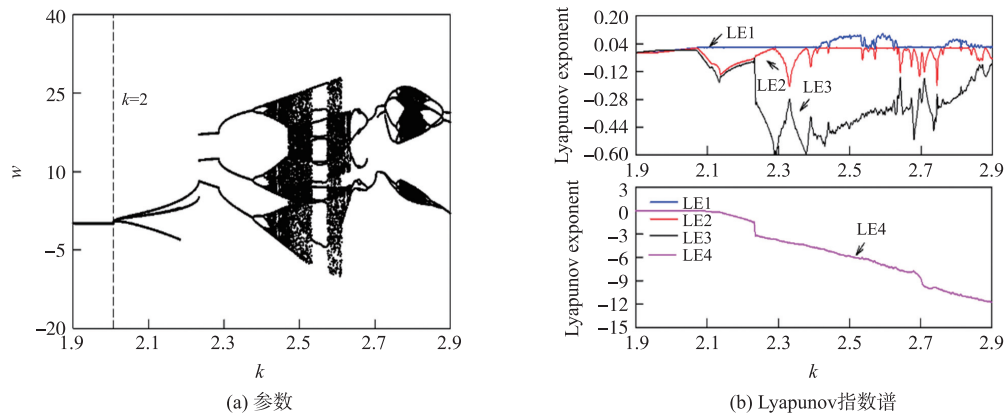 40
25
10
−5
−20
w
k=2
1.9
2.1
2.3
2.5
2.7
2.9
k
(a) 参数
0.20
0.04
−0.12
−0.28
−0.44
−0.60
Lyapunov exponent
LE1
LE2
LE3
1.9
2.1
2.3
2.5
2.7
2.9
3
0
−3
−6
−9
−12
−15
Lyapunov exponent
LE1
LE2
LE3
LE4
LE4
1.9
2.1
2.3
2.5
2.7
2.9
k
(b) Lyapunov指数谱